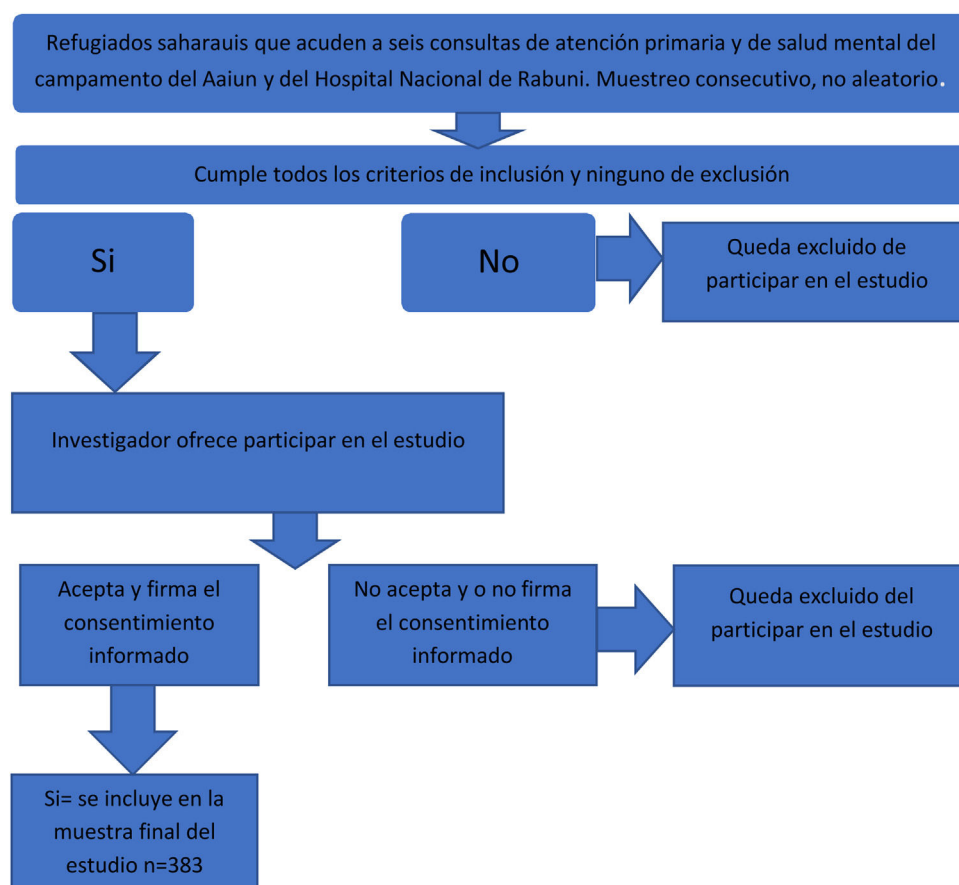 Refugiados saharauis que acuden a seis consultas de atención primaria y de salud mental del
campamento del Aaiun y del Hospital Nacional de Rabuni. Muestreo consecutivo, no aleatorio.
Cumple todos los criterios de inclusión y ninguno de exclusión
Si
No
Queda excluido de
participar en el estudio
Investigador ofrece participar en el estudio
Acepta y firma el
consentimiento
informado
No acepta y o no firma
el consentimiento
informado
Queda excluido del
participar en el estudio
Si= se incluye en la
muestra final del
estudio n=383